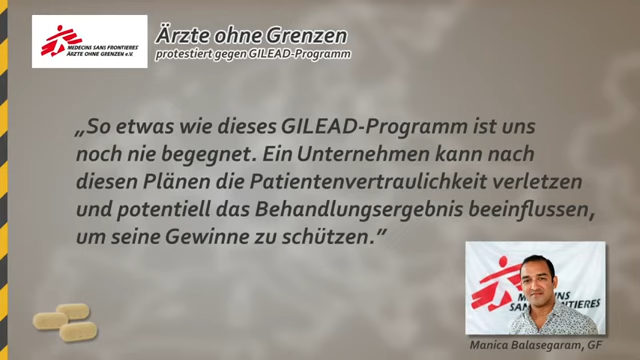 MEDECINS SANS FRONTIERES
ÄRZTE OHNE GRENZEN e.V.
Ärzte ohne Grenzen
protestiert gegen GILEAD-Programm
„So etwas wie dieses GILEAD-Programm ist uns
noch nie begegnet. Ein Unternehmen kann nach
diesen Plänen die Patientenvertraulichkeit verletzen
und potentiell das Behandlungsergebnis beeinflussen,
um seine Gewinne zu schützen.”
Manica Balasegaram, GF